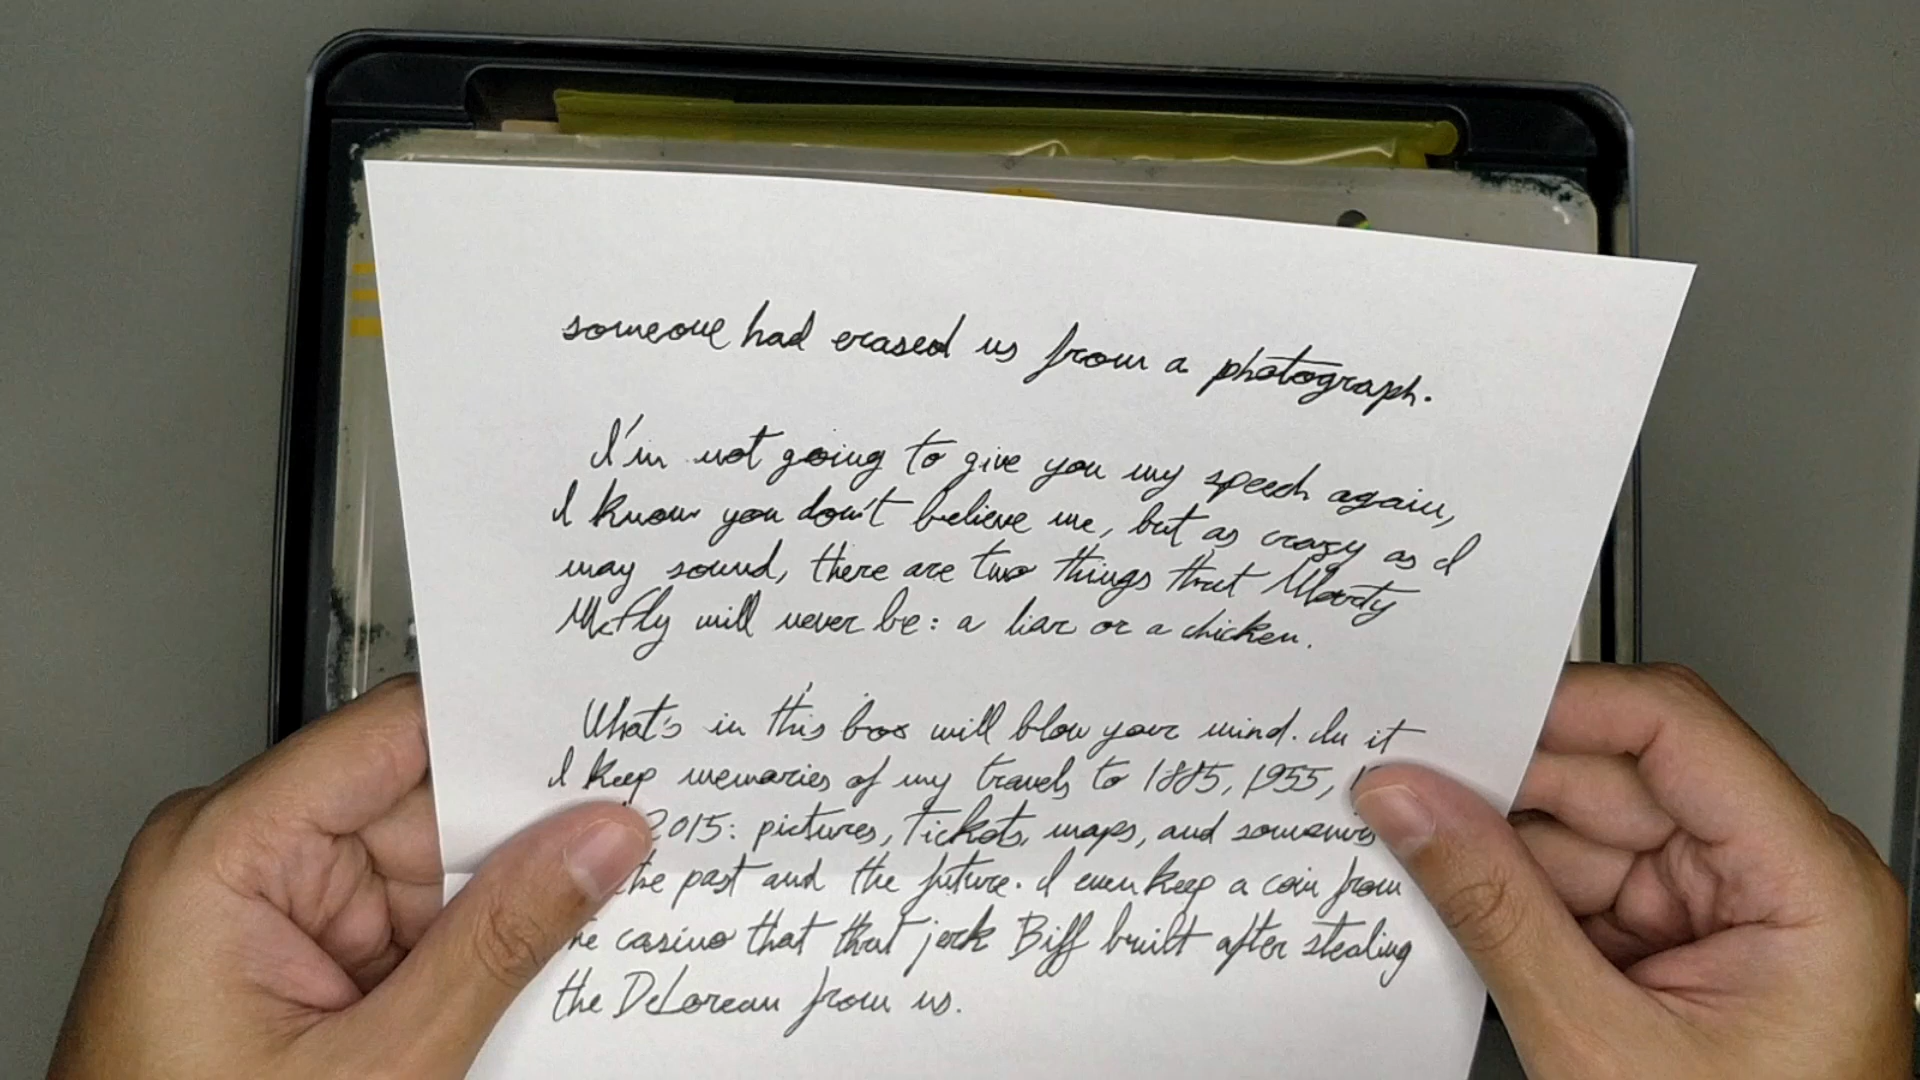 someone had erased us from a photograph.
I'm not going to give you my speech again,
I know you don't believe me, but as crazy as I
may sound, there are two things that Marty
McFly will never be: a liar or a chicken.
What's in this box will blow your mind. In it
I keep memories of my travels to 1885, 1955,
2015: pictures, tickets, maps, and
the past and the future. I even keep a coin from
casino that that jerk Biff built after stealing
the DeLorean from us.